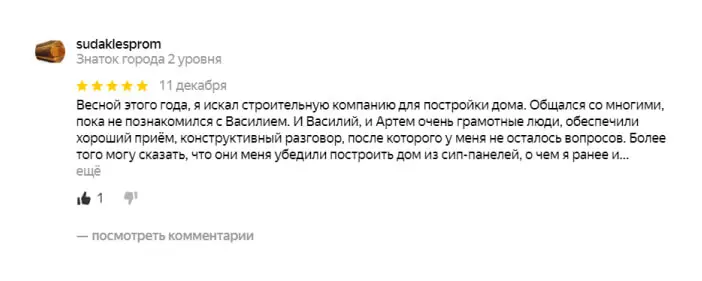 sudaklesprom
Знаток города 2 уровня
11 декабря
Весной этого года, я искал строительную компанию для постройки дома. Общался со многими,
пока не познакомился с Василием. И Василий, и Артем очень грамотные люди, обеспечили
хороший приём, конструктивный разговор, после которого у меня не осталось вопросов. Более
того могу сказать, что они меня убедили построить дом из сип-панелей, о чем я ранее и...
ещё
1
— посмотреть комментарии